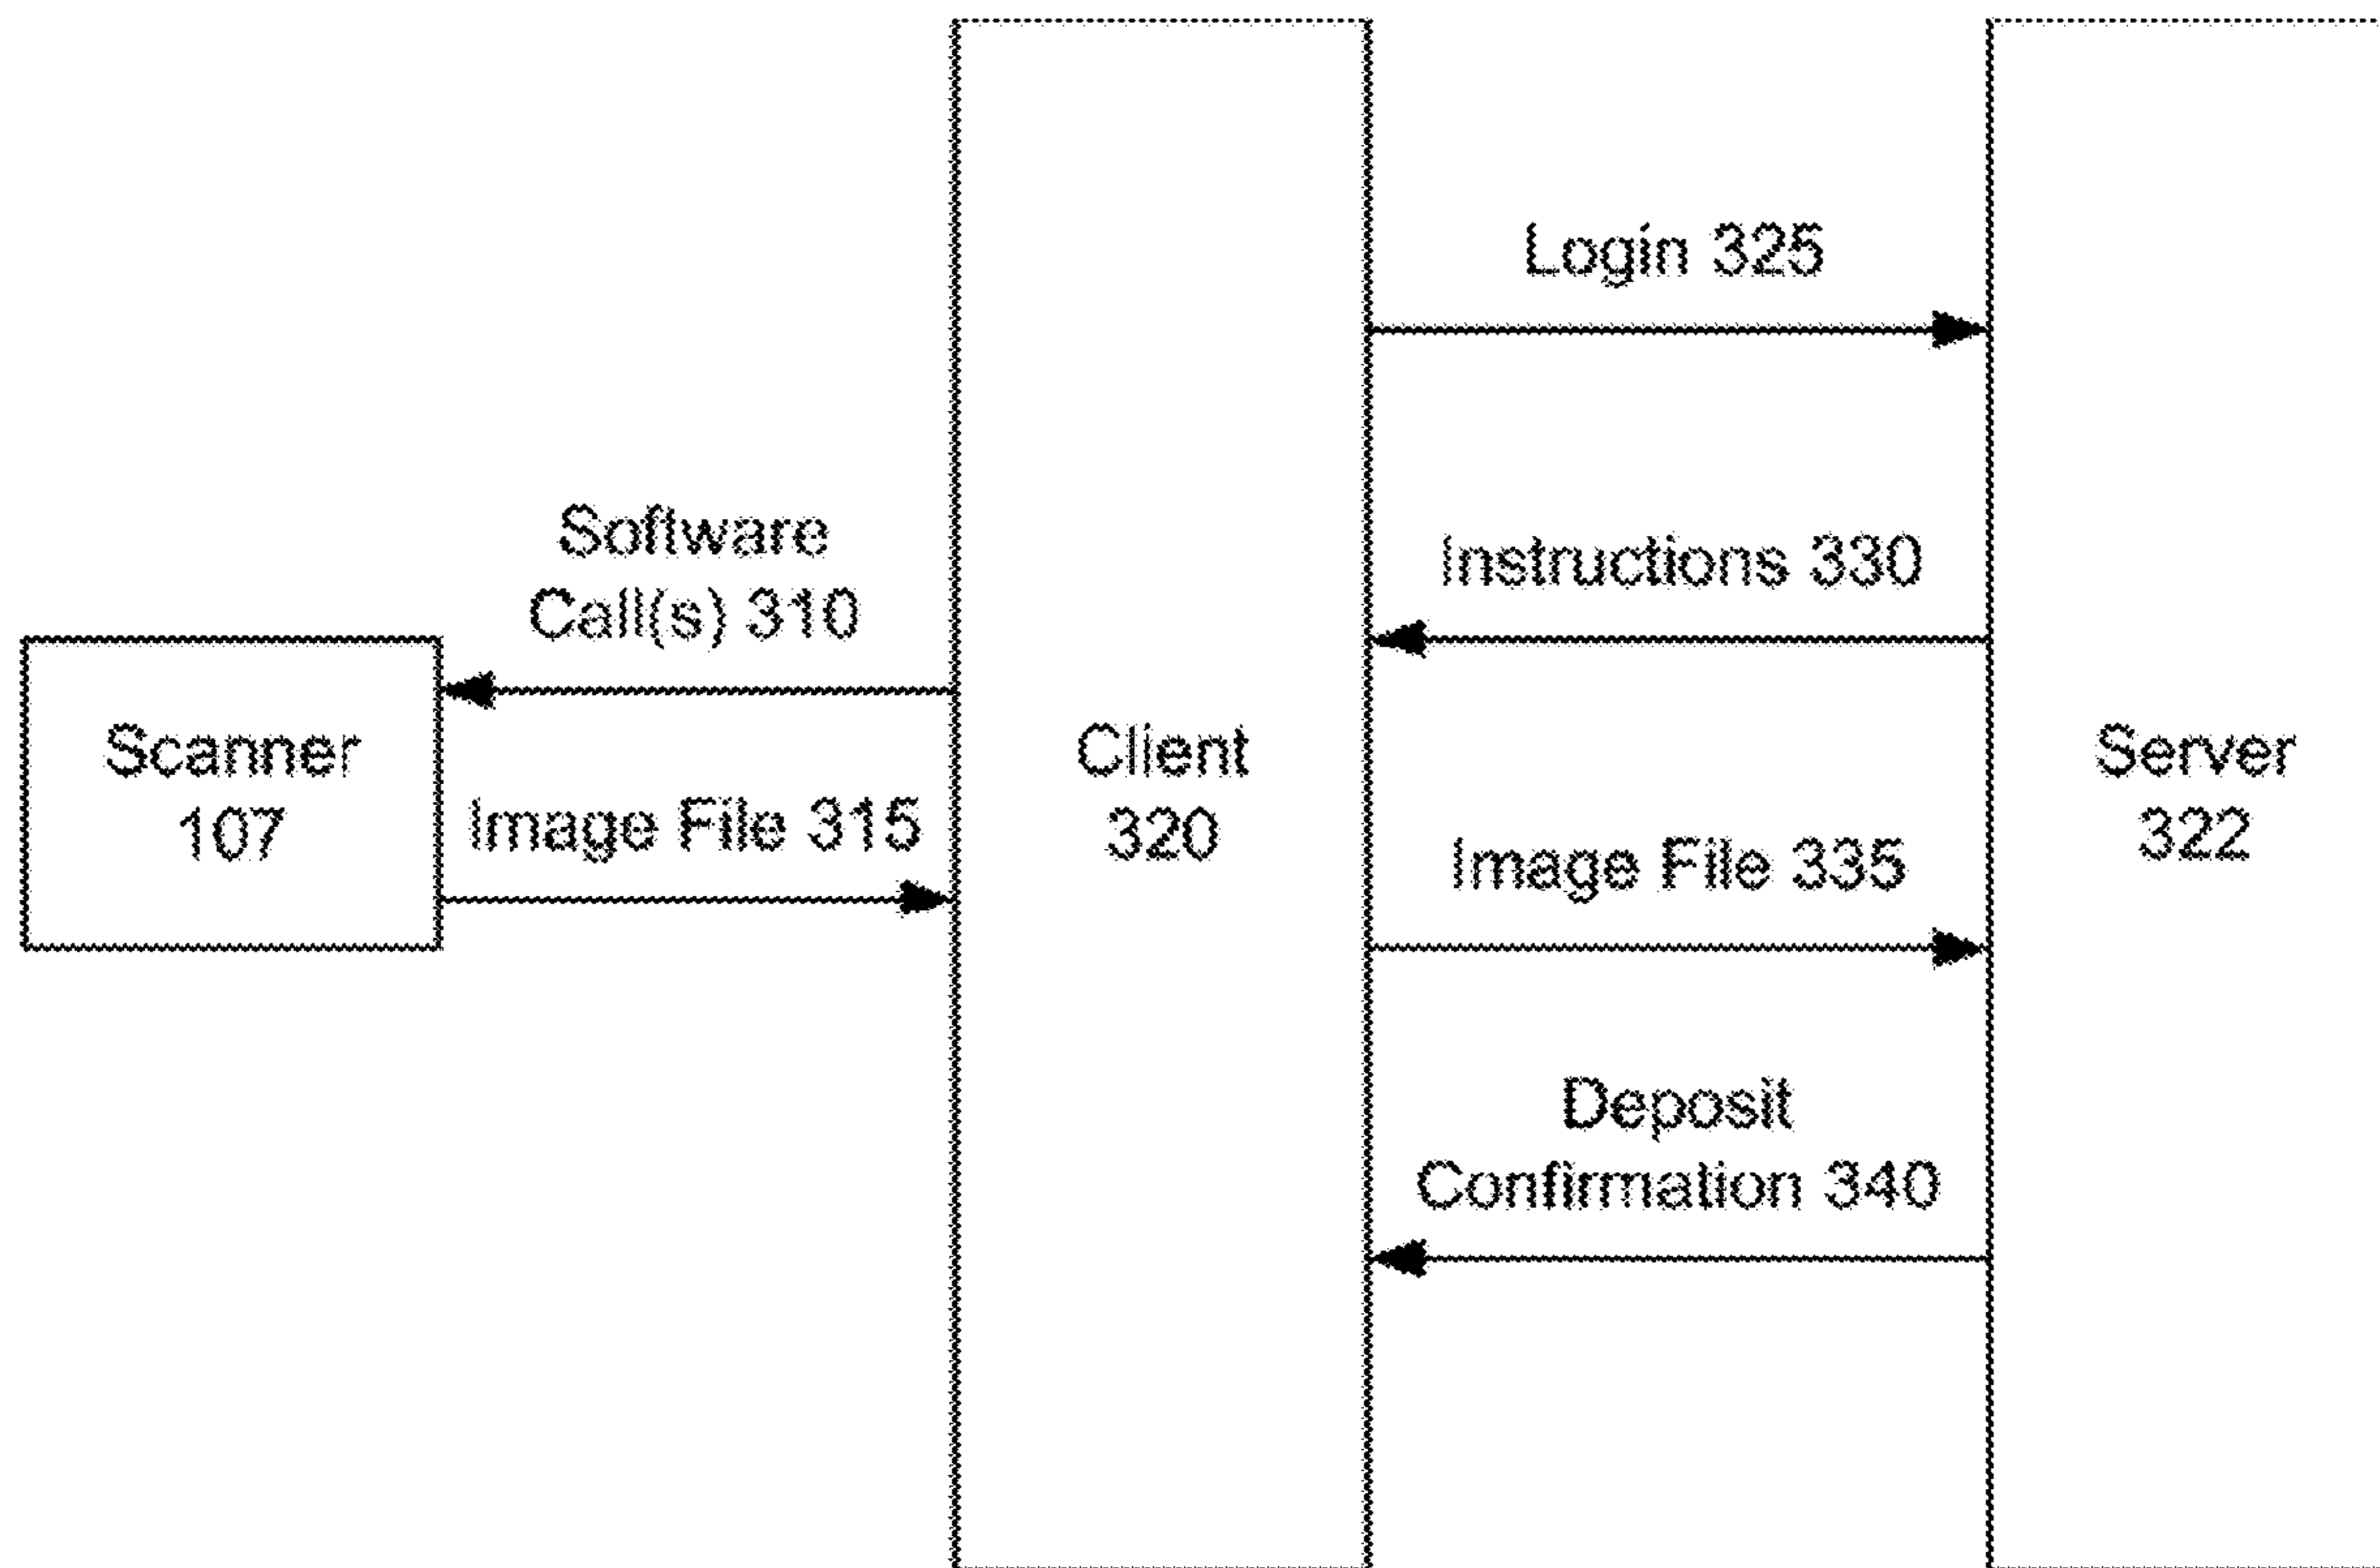 Login 325
Software
Call(s) 310
Instructions 330
Scanner
107
Image File 315
Client
320
Server
322
Image File 335
Deposit
Confirmation 340